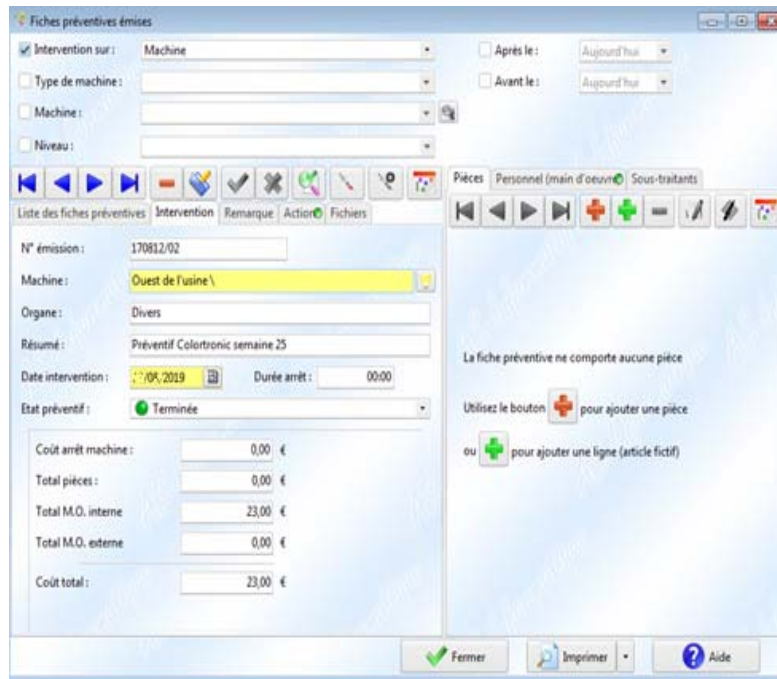 Fiches préventives émises
Intervention sur : Machine
Après le : Aujourd'hui
Type de machine :
Avant le : Aujourd'hui
Machine :
Niveau :
Liste des fiches préventives Intervention Remarque Action Fichiers
N° émission : 170812/02
Machine : Ouest de l'usine \
Organe : Divers
Résumé : Préventif Colortronic semaine 25
Date intervention : /2019 Durée arrêt : 00:00
Etat préventif : Terminée
Coût arrêt machine : 0,00 €
Total pièces : 0,00 €
Total M.O. interne 23,00 €
Total M.O. externe 0,00 €
Coût total : 23,00 €
Pièces Personnel (main d'oeuvre Sous-traitants
La fiche préventive ne comporte aucune pièce
Utilisez le bouton pour ajouter une pièce
ou pour ajouter une ligne (article fictif)
Fermer Imprimer Aide